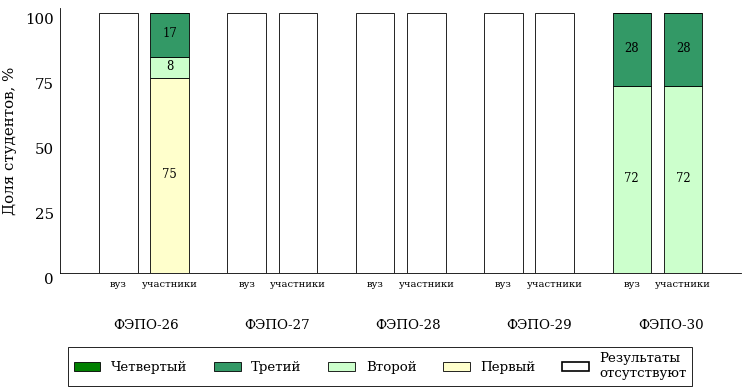 Доля студентов, %
100
75
50
25
0
17
8
75
28
28
72
72
вуз участники вуз участники вуз участники вуз участники вуз участники
ФЭПО-26 ФЭПО-27 ФЭПО-28 ФЭПО-29 ФЭПО-30
Четвертый Третий Второй Первый Результаты
отсутствуют